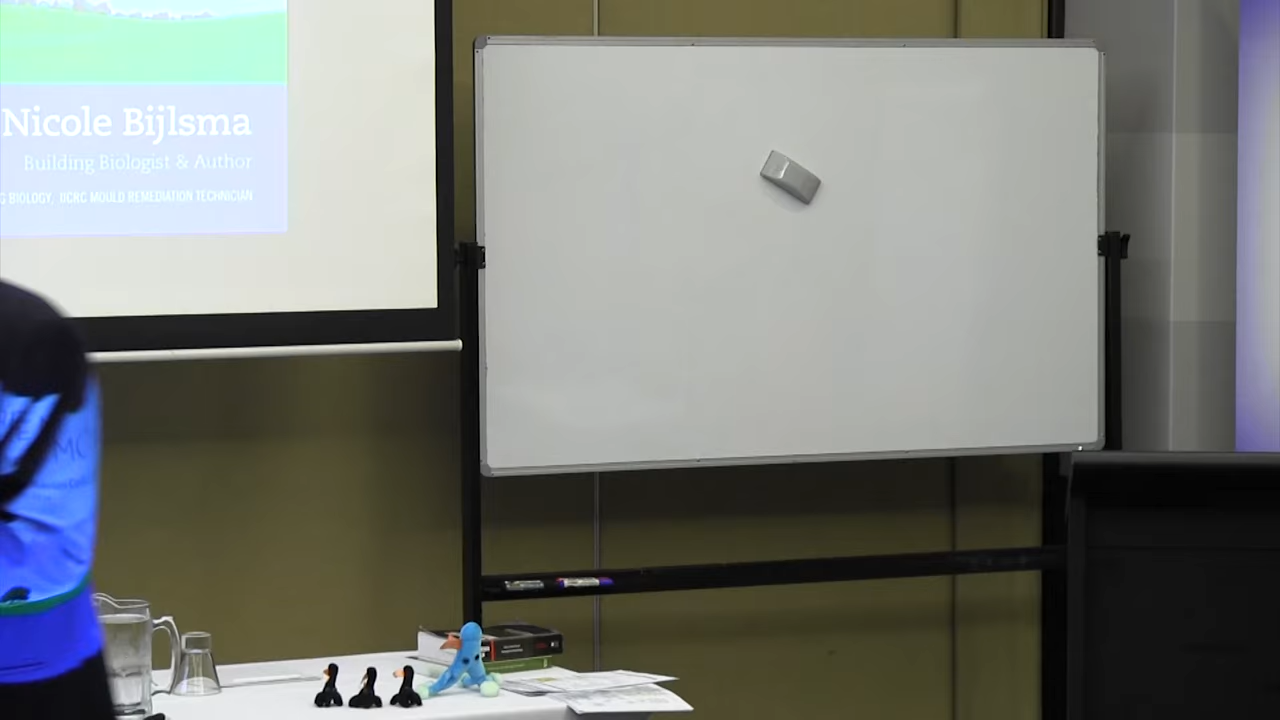 Nicole Bijlsma
Building Biologist & Author
BIOLOGY, IICRC MOULD REMEDIATION TECHNICIAN